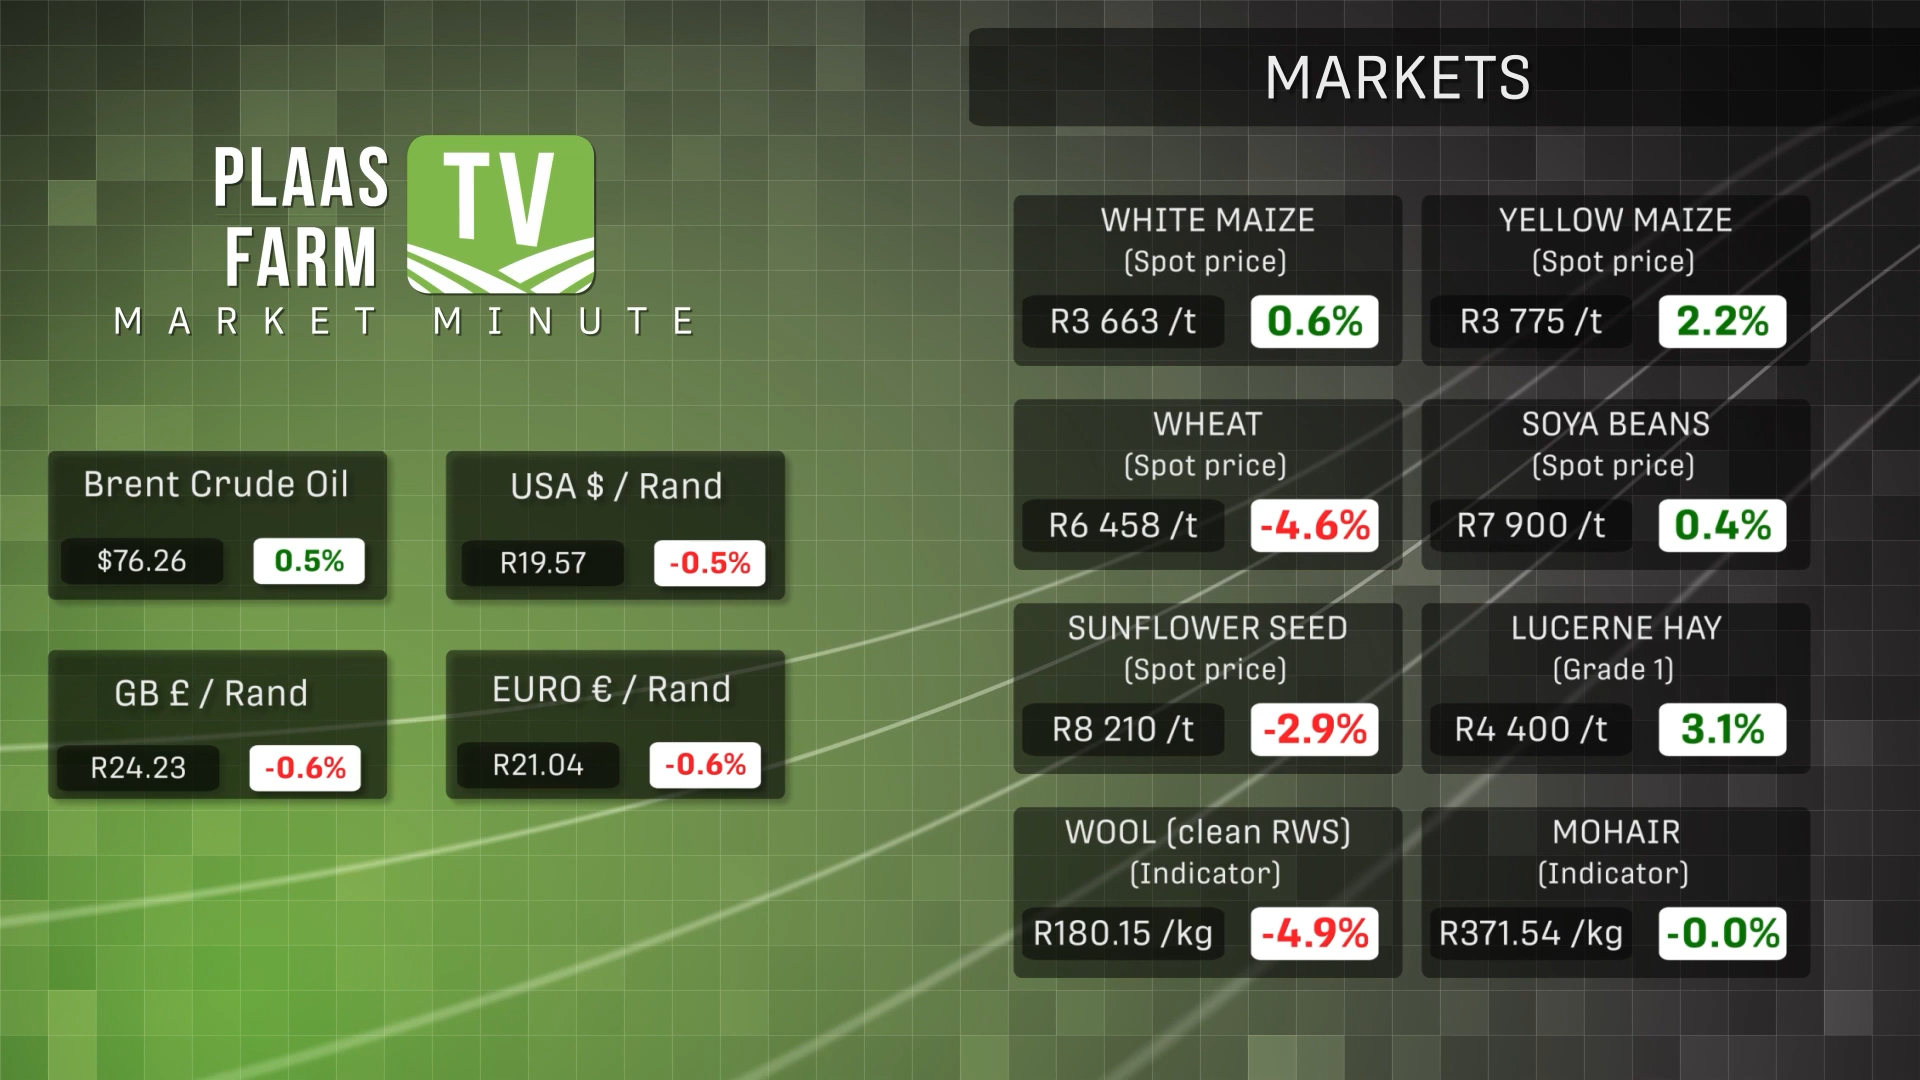 PLAAS
FARM
TV
MARKET MINUTE
Brent Crude Oil
$76.26
0.5%
USA $ / Rand
R19.57
-0.5%
GB £ / Rand
R24.23
-0.6%
EURO € / Rand
R21.04
-0.6%
MARKETS
WHITE MAIZE
(Spot price)
R3 663 /t
0.6%
YELLOW MAIZE
(Spot price)
R3 775 /t
2.2%
WHEAT
(Spot price)
R6 458 /t
-4.6%
SOYA BEANS
(Spot price)
R7 900 /t
0.4%
SUNFLOWER SEED
(Spot price)
R8 210 /t
-2.9%
LUCERNE HAY
(Grade 1)
R4 400 /t
3.1%
WOOL (clean RWS)
(Indicator)
R180.15 /kg
-4.9%
MOHAIR
(Indicator)
R371.54 /kg
-0.0%